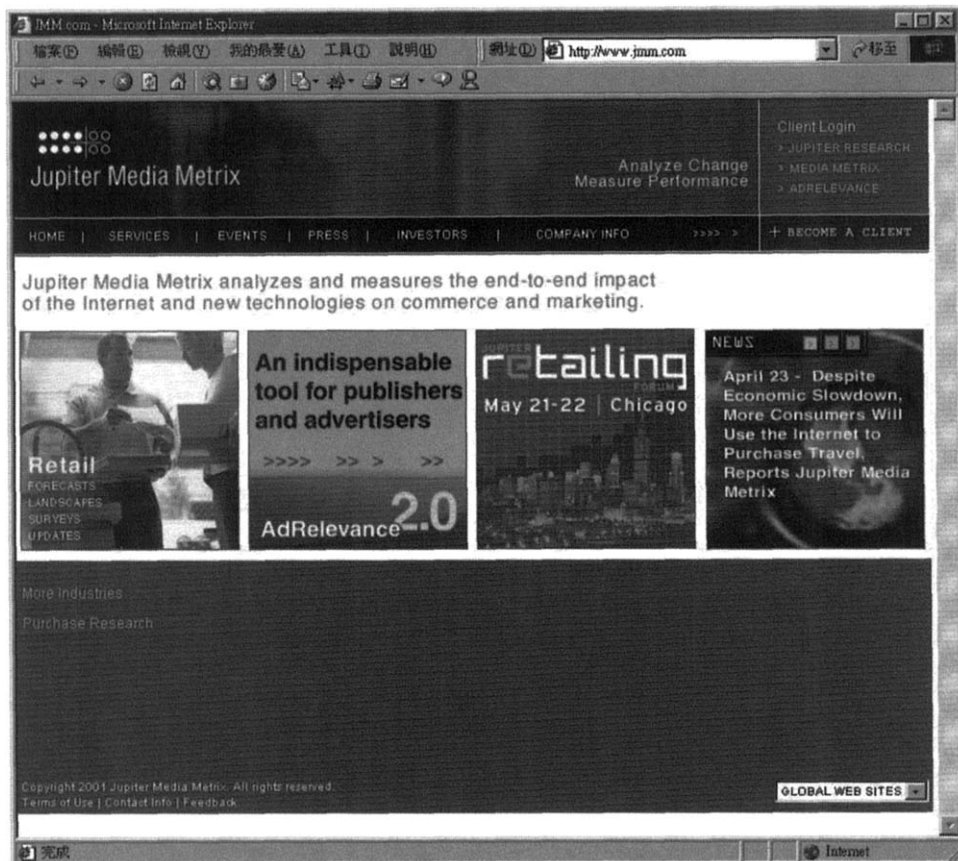 JMM.com - Microsoft Internet Explorer
檔案(F) 編輯(E) 檢視(V) 我的最愛(A) 工具(T) 說明(H) 網址(D) http://www.jmm.com 移至
Jupiter Media Metrix
Analyze Change
Measure Performance
Client Login
> JUPITER RESEARCH
> MEDIA METRIX
> ADRELEVANCE
HOME | SERVICES | EVENTS | PRESS | INVESTORS | COMPANY INFO >>>> >
+ BECOME A CLIENT
Jupiter Media Metrix analyzes and measures the end-to-end impact
of the Internet and new technologies on commerce and marketing.
Retail
FORECASTS
LANDSCAPES
SURVEYS
UPDATES
An indispensable
tool for publishers
and advertisers
>>>> >> > >>
2.0
AdRelevance
JUPITER
retailing
FORUM
May 21-22 | Chicago
NEWS
April 23 - Despite
Economic Slowdown,
More Consumers Will
Use the Internet to
Purchase Travel,
Reports Jupiter Media
Metrix
More Industries
Purchase Research
Copyright 2001 Jupiter Media Metrix. All rights reserved.
Terms of Use | Contact Info | Feedback
GLOBAL WEB SITES
完成
Internet